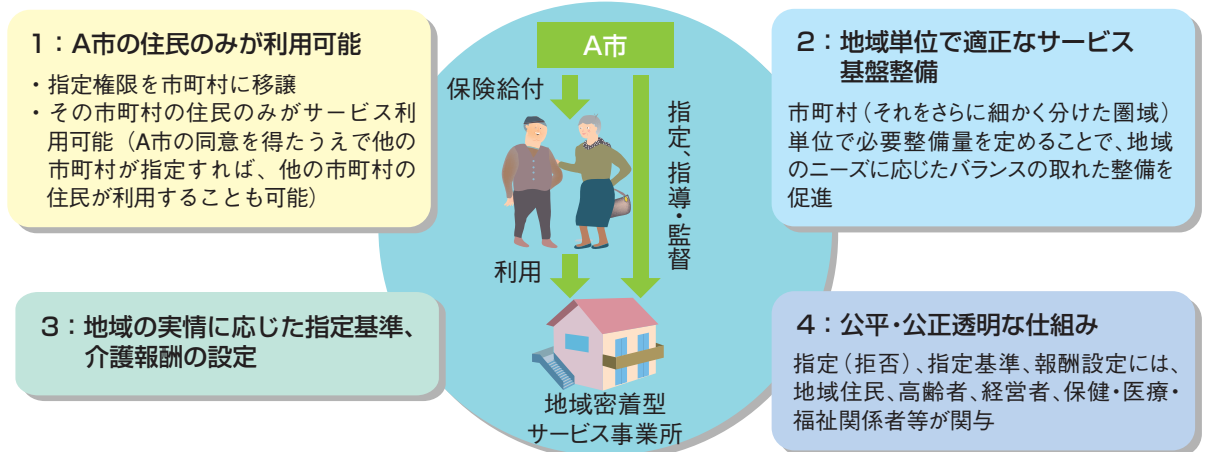 1：A市の住民のみが利用可能
・指定権限を市町村に移譲
・その市町村の住民のみがサービス利
用可能（A市の同意を得たうえで他の
市町村が指定すれば、他の市町村の
住民が利用することも可能）
A市
保険給付
指定、指導・監督
利用
地域密着型
サービス事業所
2：地域単位で適正なサービス
基盤整備
市町村（それをさらに細かく分けた圏域）
単位で必要整備量を定めることで、地域
のニーズに応じたバランスの取れた整備を
促進
3：地域の実情に応じた指定基準、
介護報酬の設定
4：公平・公正透明な仕組み
指定（拒否）、指定基準、報酬設定には、
地域住民、高齢者、経営者、保健・医療・
福祉関係者等が関与